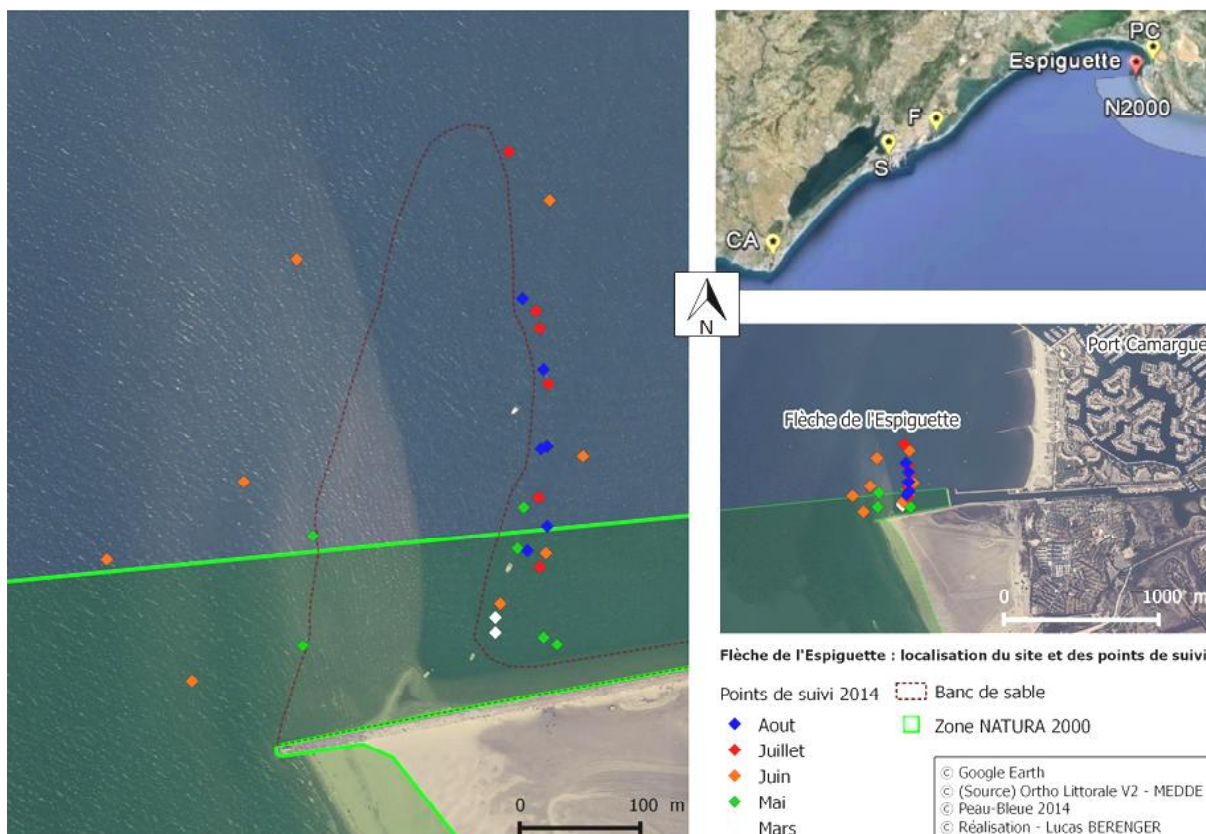 N
0 100 m
PC
Espiguette
N2000
F
S
CA
Port Camargue
Flèche de l'Espiguette
0 1000 m
Flèche de l'Espiguette : localisation du site et des points de suivi
Points de suivi 2014
Banc de sable
Aout
Zone NATURA 2000
Juillet
Juin
Mai
Mars
© Google Earth
© (Source) Ortho Littorale V2 - MEDDE
© Peau-Bleue 2014
© Réalisation - Lucas BERENGER